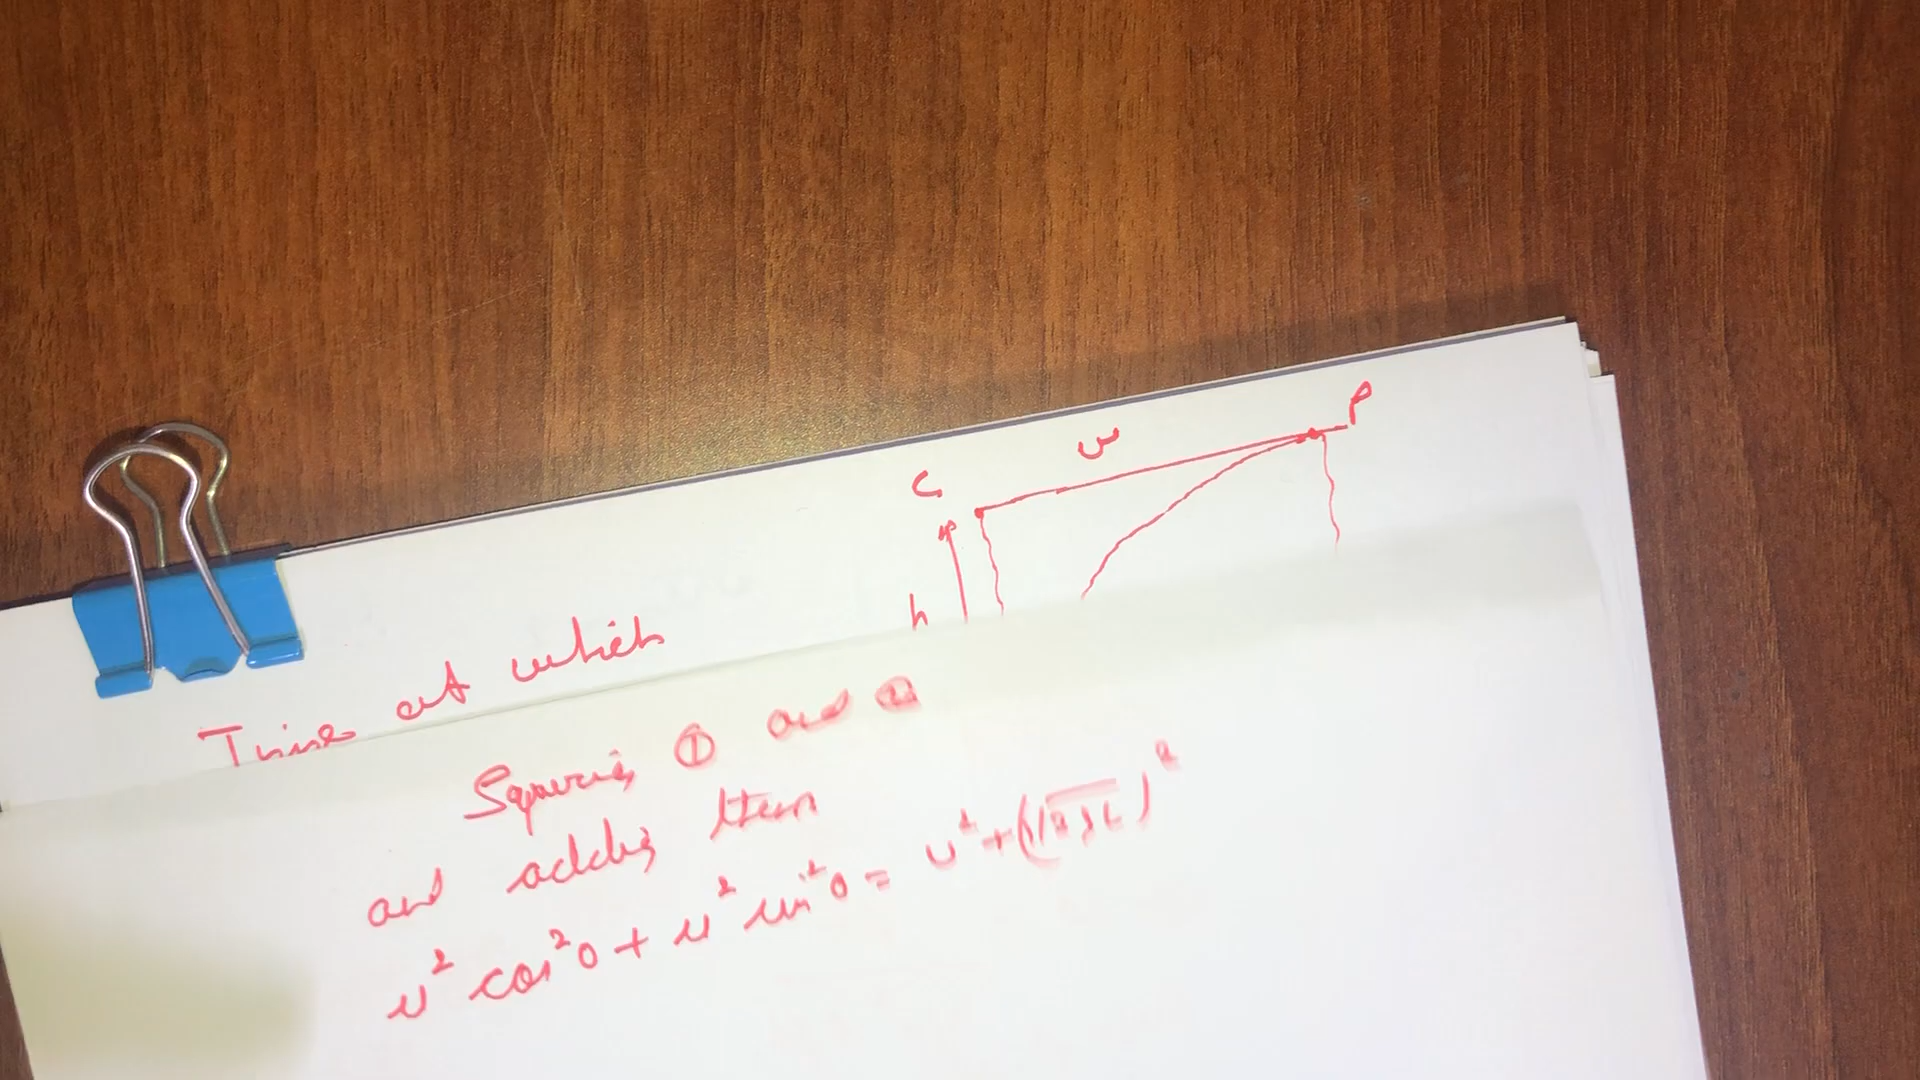 P
u
C
h
Time at which
Squaring ① and ②
and adding them
u² cos²θ + u² sin²θ = u² + (√2gh)²